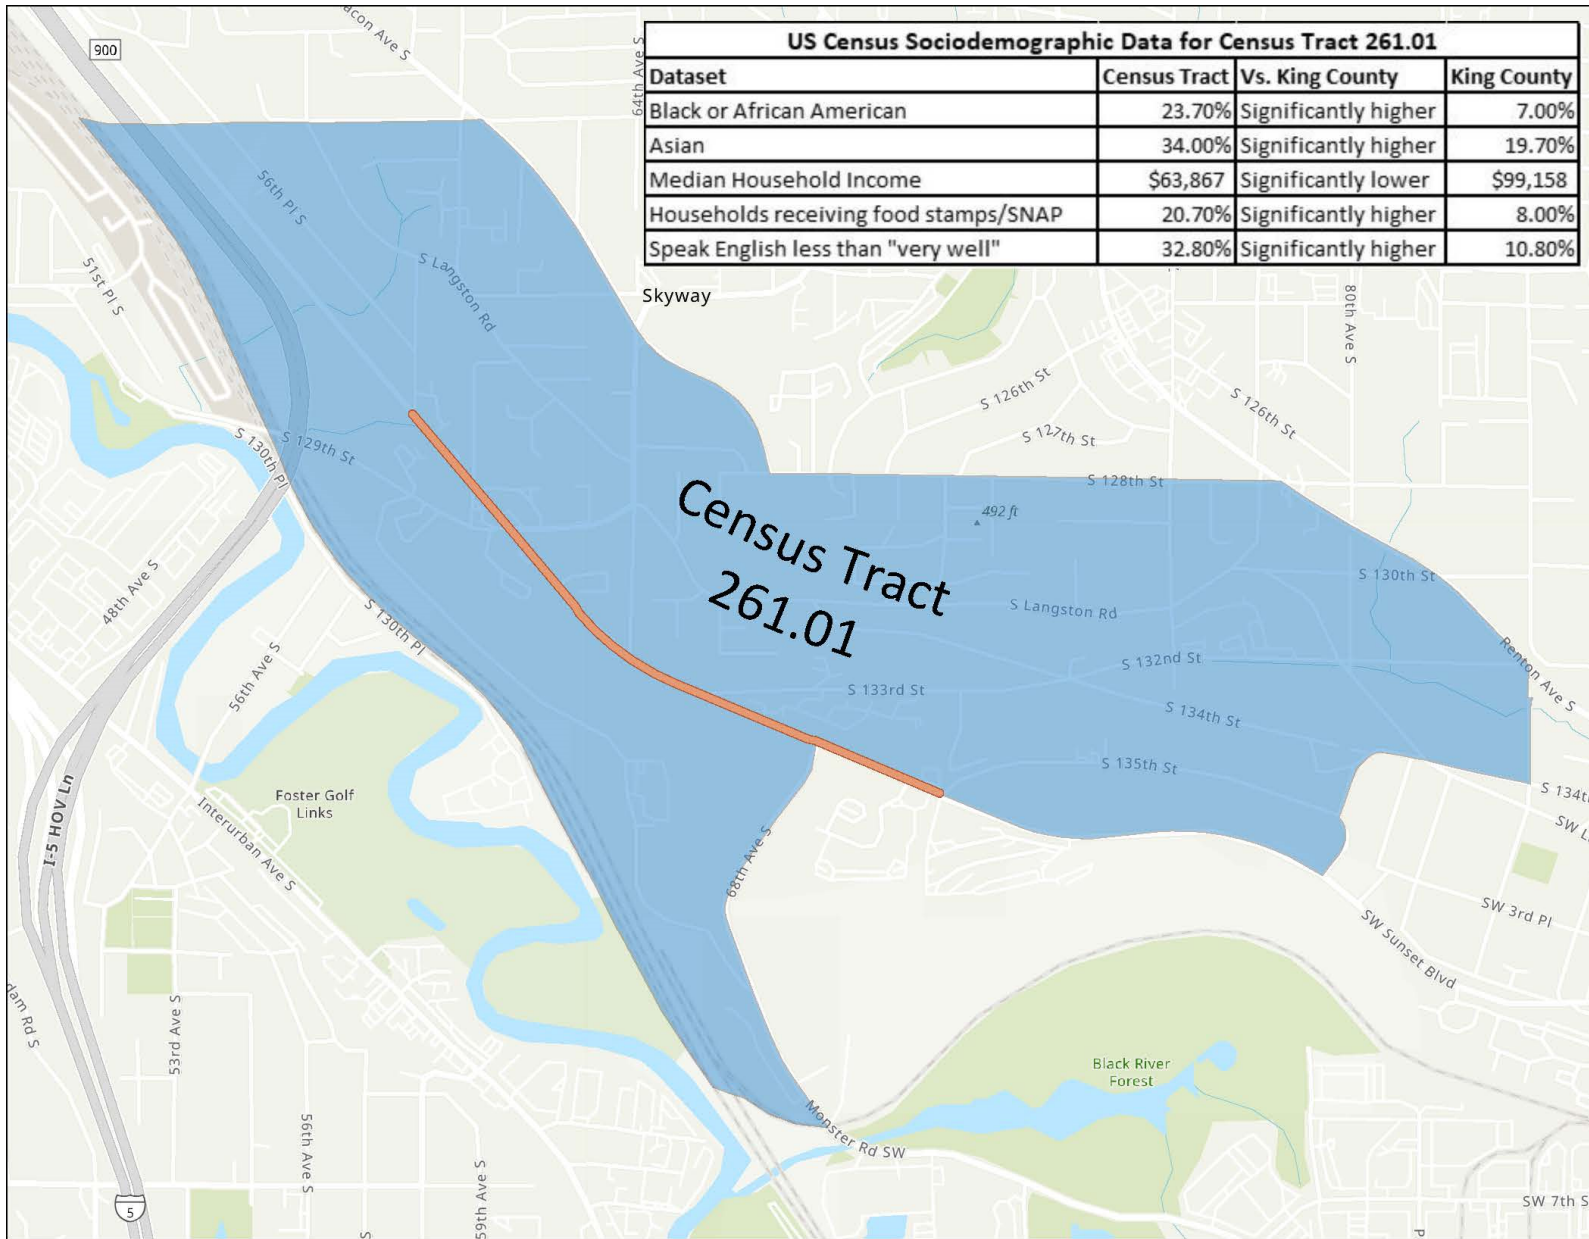 US Census Sociodemographic Data for Census Tract 261.01
Dataset Census Tract Vs. King County King County
Black or African American 23.70% Significantly higher 7.00%
Asian 34.00% Significantly higher 19.70%
Median Household Income $63,867 Significantly lower $99,158
Households receiving food stamps/SNAP 20.70% Significantly higher 8.00%
Speak English less than "very well" 32.80% Significantly higher 10.80%
acon Ave S
900
64th Ave S
56th Pl S
51st Pl S
S Langston Rd
Skyway
80th Ave S
S 126th St
S 126th St
S 127th St
S 129th St
S 130th Pl
S 128th St
492 ft
Census Tract
261.01
S 130th St
S Langston Rd
48th Ave S
S 130th Pl
56th Ave S
S 132nd St
Renton Ave S
S 133rd St
S 134th St
S 135th St
S 134t
SW L
I-5 HOV Ln
Foster Golf
Links
Interurban Ave S
68th Ave S
SW 3rd Pl
SW Sunset Blvd
dam Rd S
53rd Ave S
Black River
Forest
Monster Rd SW
56th Ave S
59th Ave S
5
SW 7th S
S
P